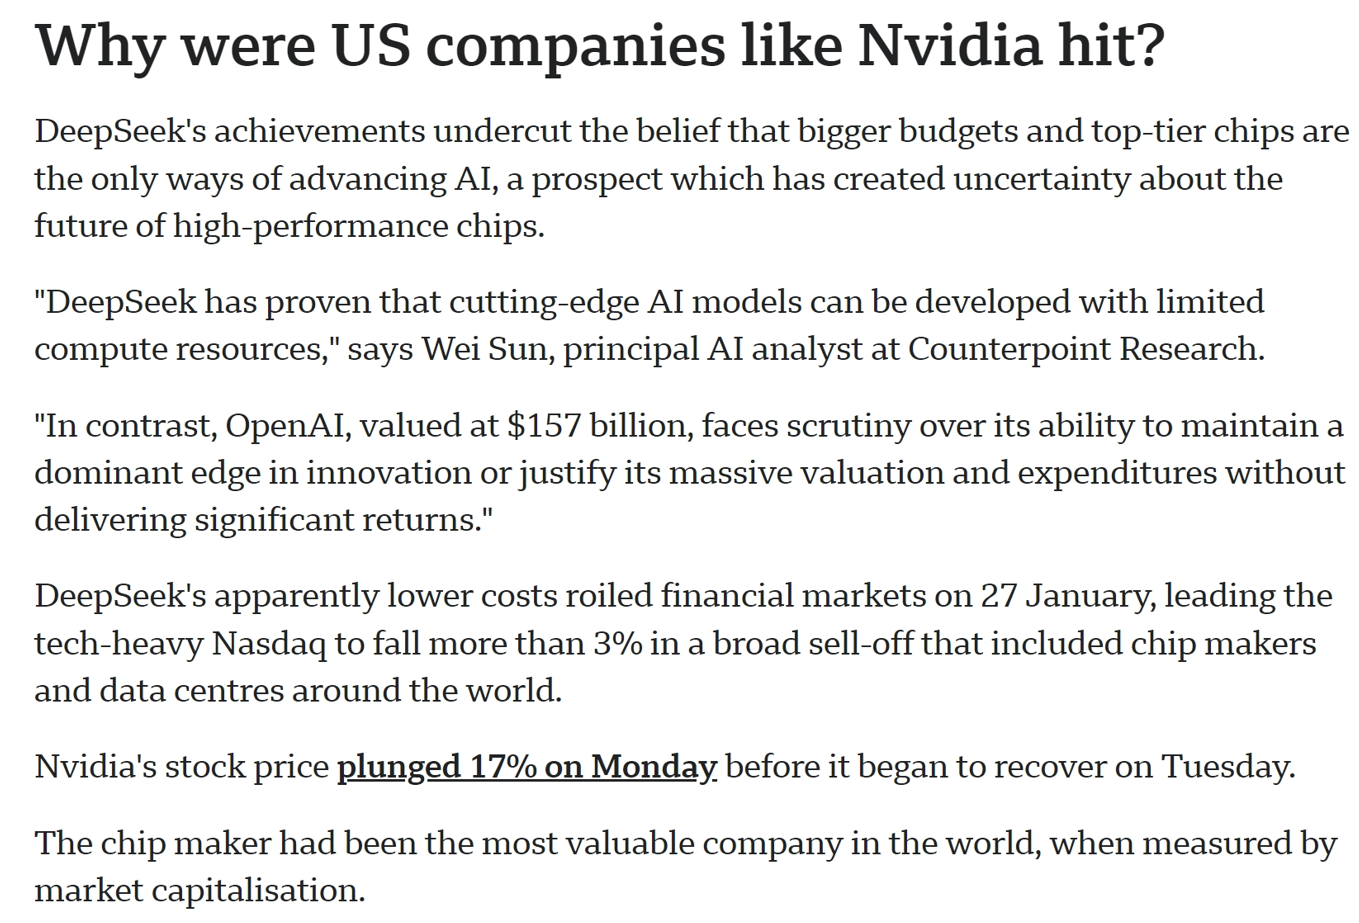 Why were US companies like Nvidia hit?
DeepSeek's achievements undercut the belief that bigger budgets and top-tier chips are
the only ways of advancing AI, a prospect which has created uncertainty about the
future of high-performance chips.
"DeepSeek has proven that cutting-edge AI models can be developed with limited
compute resources," says Wei Sun, principal AI analyst at Counterpoint Research.
"In contrast, OpenAI, valued at $157 billion, faces scrutiny over its ability to maintain a
dominant edge in innovation or justify its massive valuation and expenditures without
delivering significant returns."
DeepSeek's apparently lower costs roiled financial markets on 27 January, leading the
tech-heavy Nasdaq to fall more than 3% in a broad sell-off that included chip makers
and data centres around the world.
Nvidia's stock price plunged 17% on Monday before it began to recover on Tuesday.
The chip maker had been the most valuable company in the world, when measured by
market capitalisation.